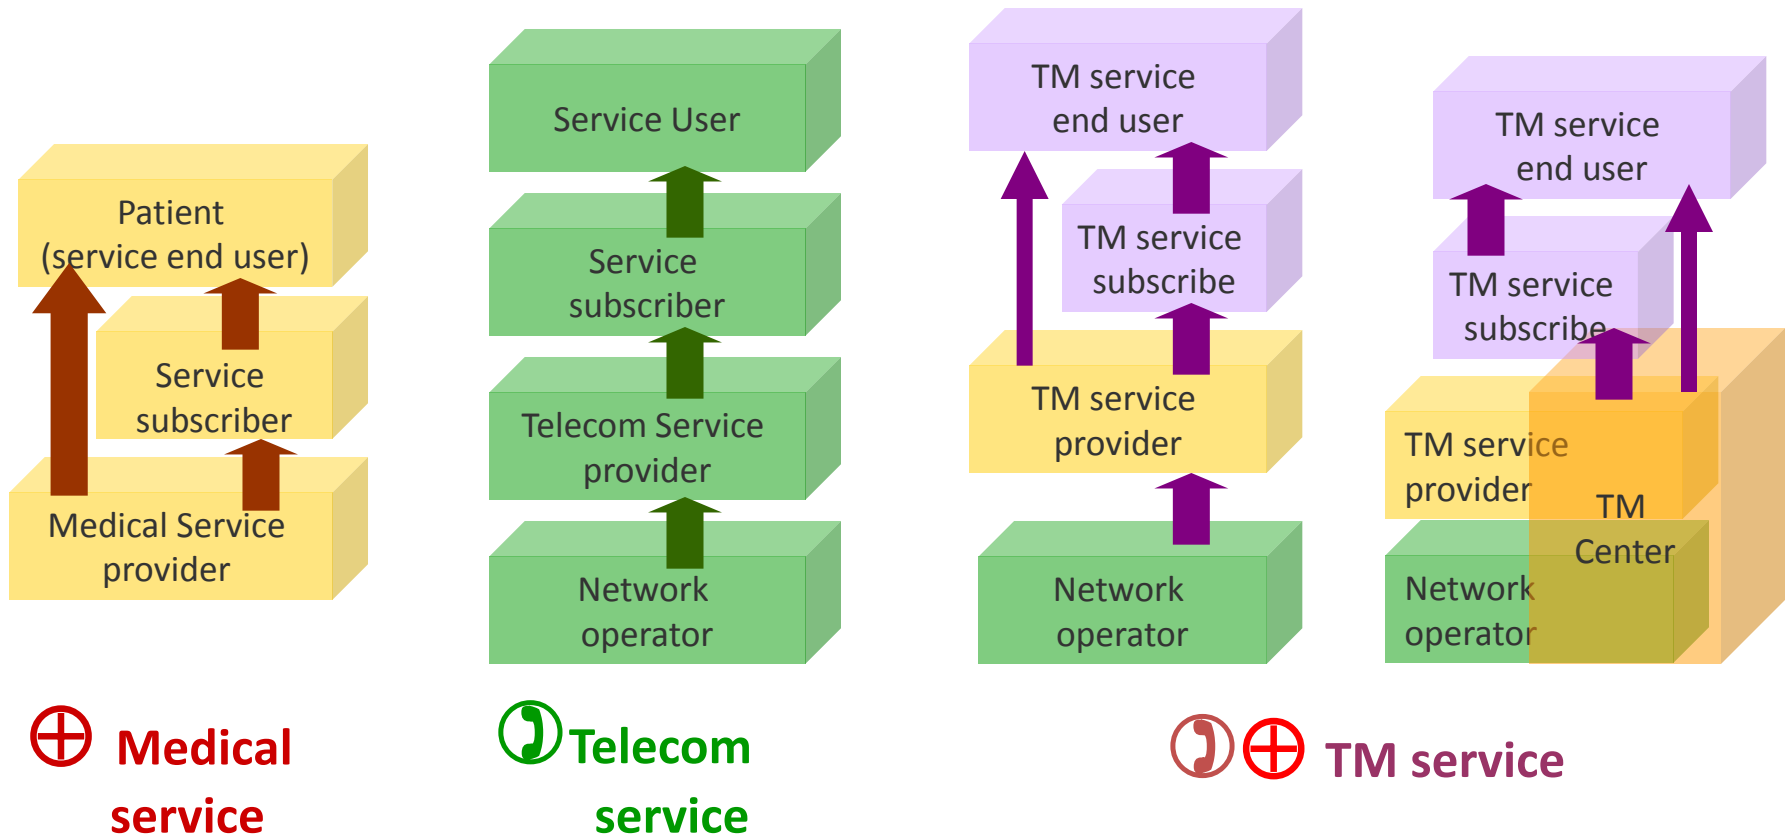 Patient
(service end user)
Service
subscriber
Medical Service
provider
Medical
service
Service User
Service
subscriber
Telecom Service
provider
Network
operator
Telecom
service
TM service
end user
TM service
subscribe
TM service
provider
Network
operator
TM service
end user
TM service
subscribe
TM service
provider
TM
Center
Network
operator
TM service